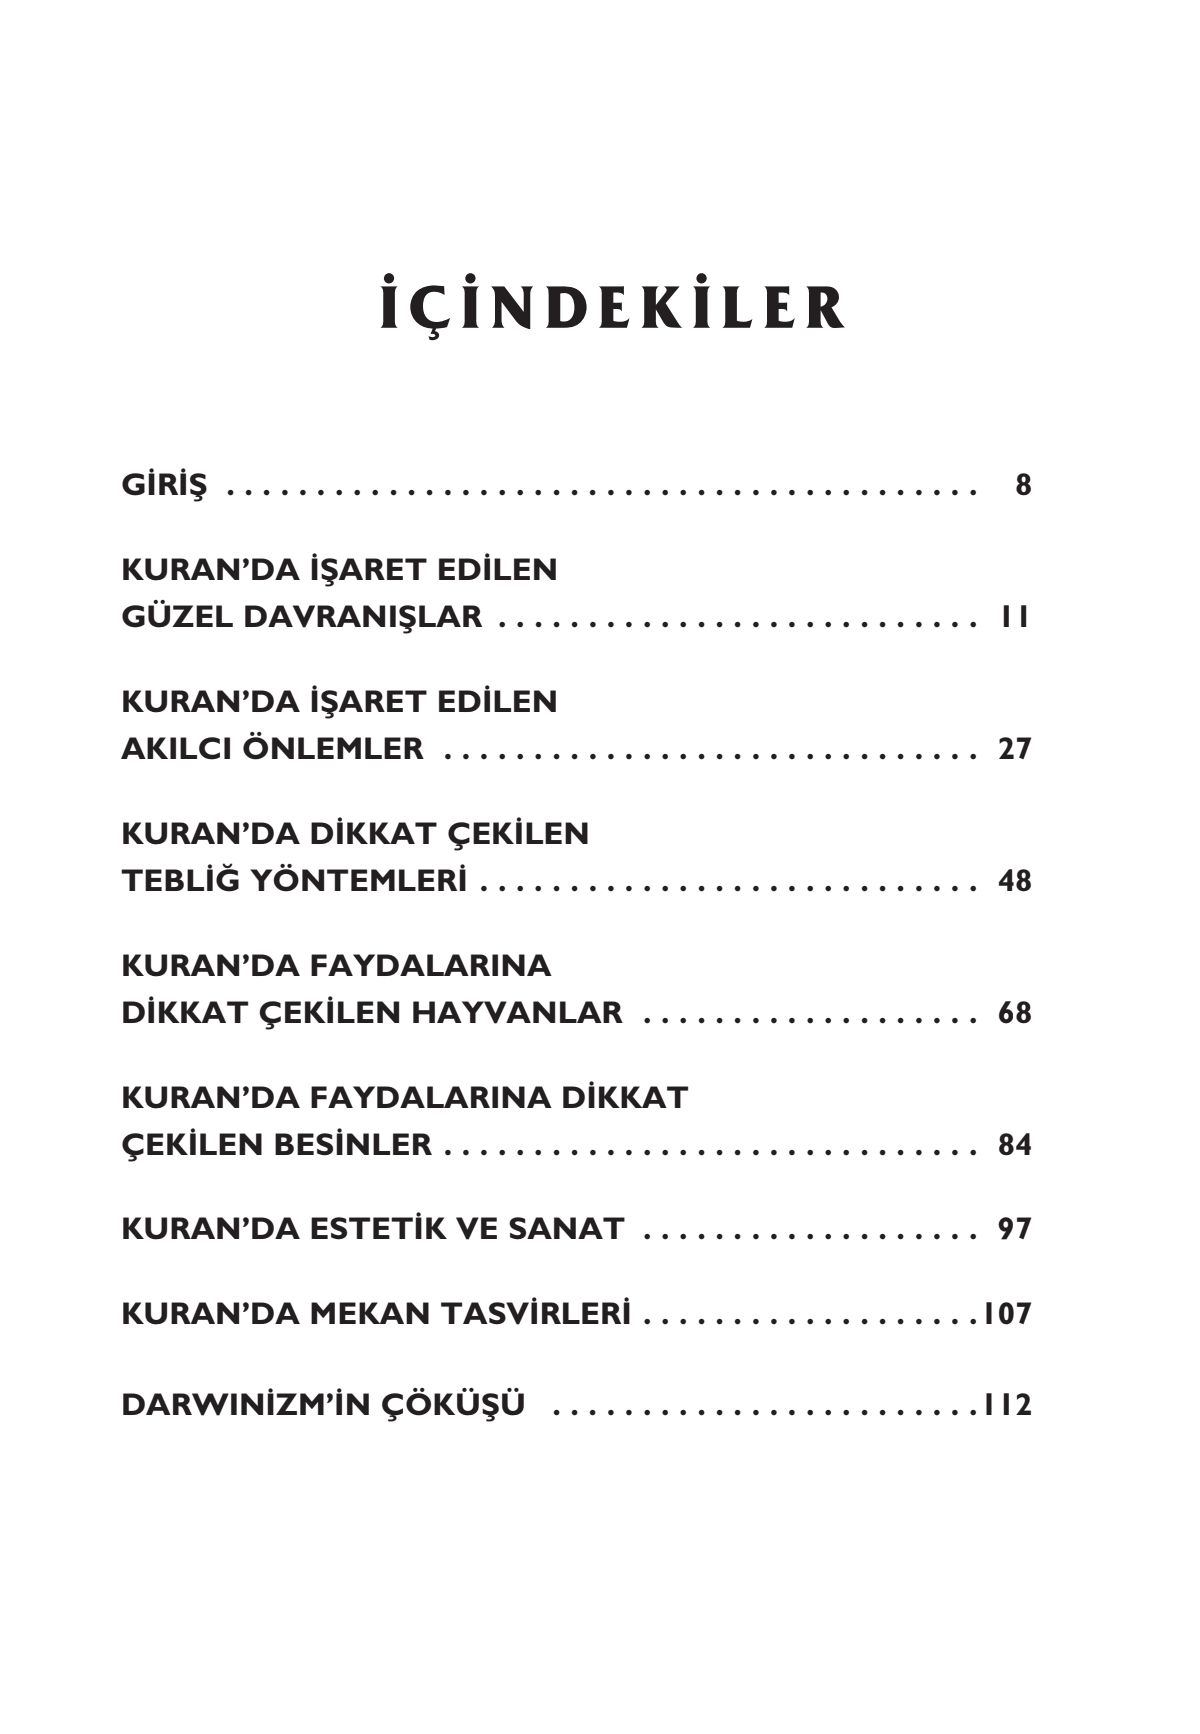 İÇİNDEKİLER
GİRİŞ . . . . . . . . . . . . . . . . . . . . . . . . . . . . . . . . . . . . . . . . . . 8
KURAN’DA İŞARET EDİLEN
GÜZEL DAVRANIŞLAR . . . . . . . . . . . . . . . . . . . . . . . . . . . 11
KURAN’DA İŞARET EDİLEN
AKILCI ÖNLEMLER . . . . . . . . . . . . . . . . . . . . . . . . . . . . . . 27
KURAN’DA DİKKAT ÇEKİLEN
TEBLİĞ YÖNTEMLERİ . . . . . . . . . . . . . . . . . . . . . . . . . . . . 48
KURAN’DA FAYDALARINA
DİKKAT ÇEKİLEN HAYVANLAR . . . . . . . . . . . . . . . . . . . 68
KURAN’DA FAYDALARINA DİKKAT
ÇEKİLEN BESİNLER . . . . . . . . . . . . . . . . . . . . . . . . . . . . . . 84
KURAN’DA ESTETİK VE SANAT . . . . . . . . . . . . . . . . . . . 97
KURAN’DA MEKAN TASVİRLERİ . . . . . . . . . . . . . . . . . . .107
DARWINİZM’İN ÇÖKÜŞÜ . . . . . . . . . . . . . . . . . . . . . . . .112